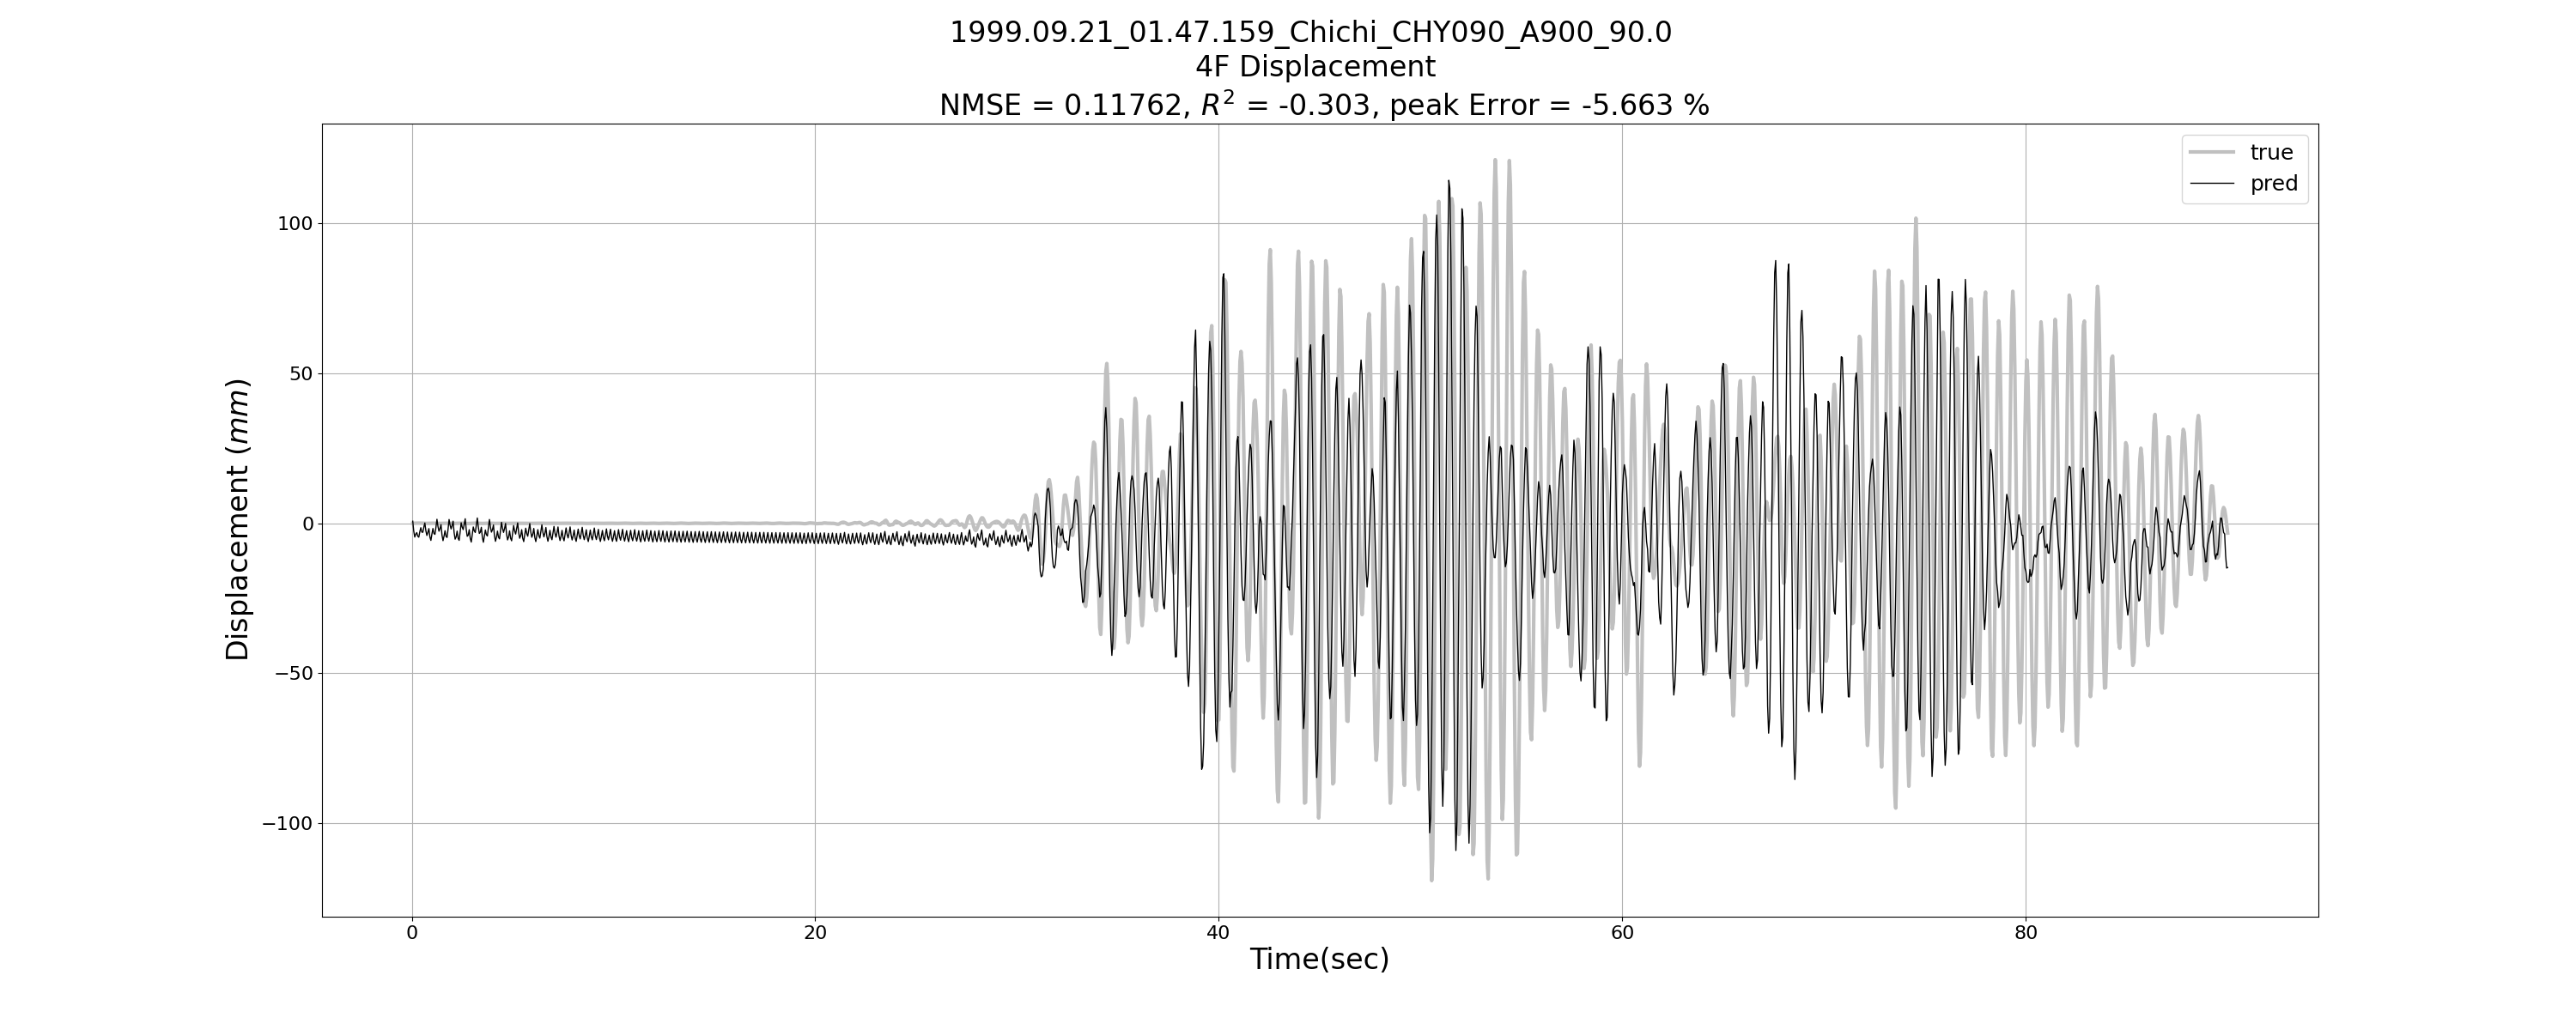 1999.09.21_01.47.159_Chichi_CHY090_A900_90.0
4F Displacement
NMSE = 0.11762, R² = -0.303, peak Error = -5.663 %
true
pred
Displacement (mm)
100
50
0
−50
−100
0 20 40 60 80
Time(sec)